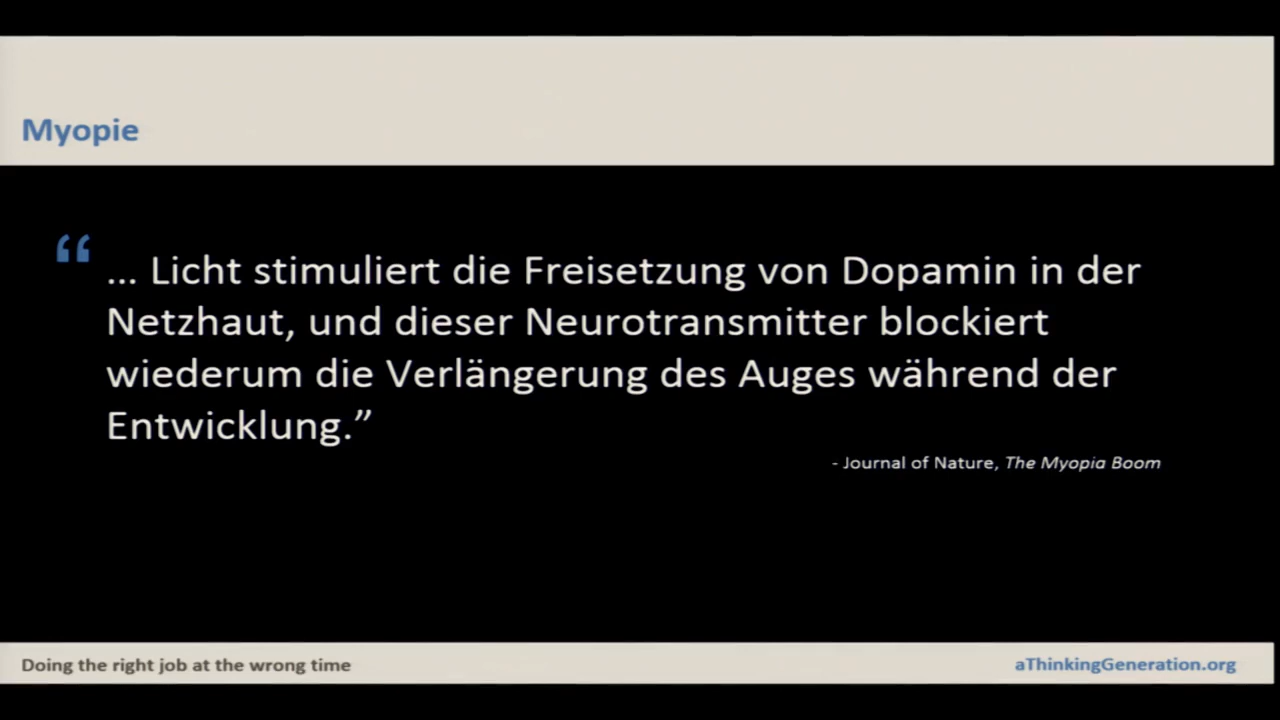 Myopie
“ ... Licht stimuliert die Freisetzung von Dopamin in der
Netzhaut, und dieser Neurotransmitter blockiert
wiederum die Verlängerung des Auges während der
Entwicklung.”
- Journal of Nature, The Myopia Boom
Doing the right job at the wrong time
aThinkingGeneration.org